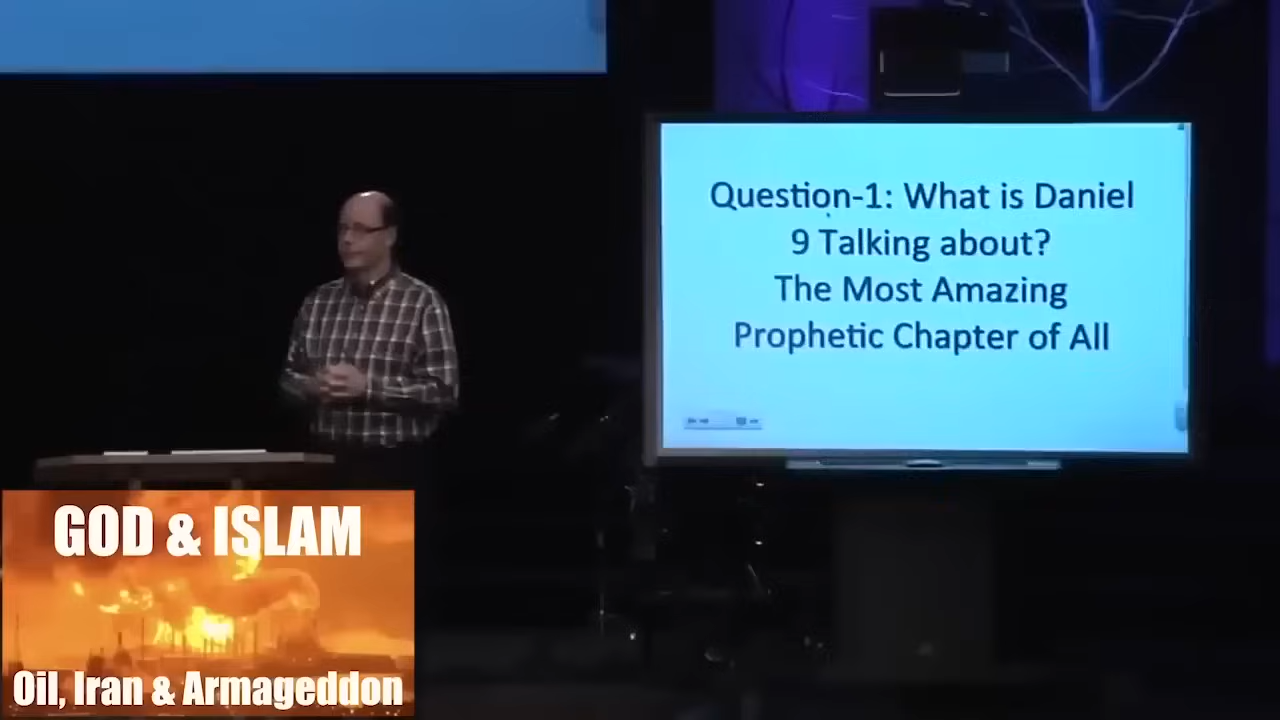 Question-1: What is Daniel
9 Talking about?
The Most Amazing
Prophetic Chapter of All
GOD & ISLAM
Oil, Iran & Armageddon